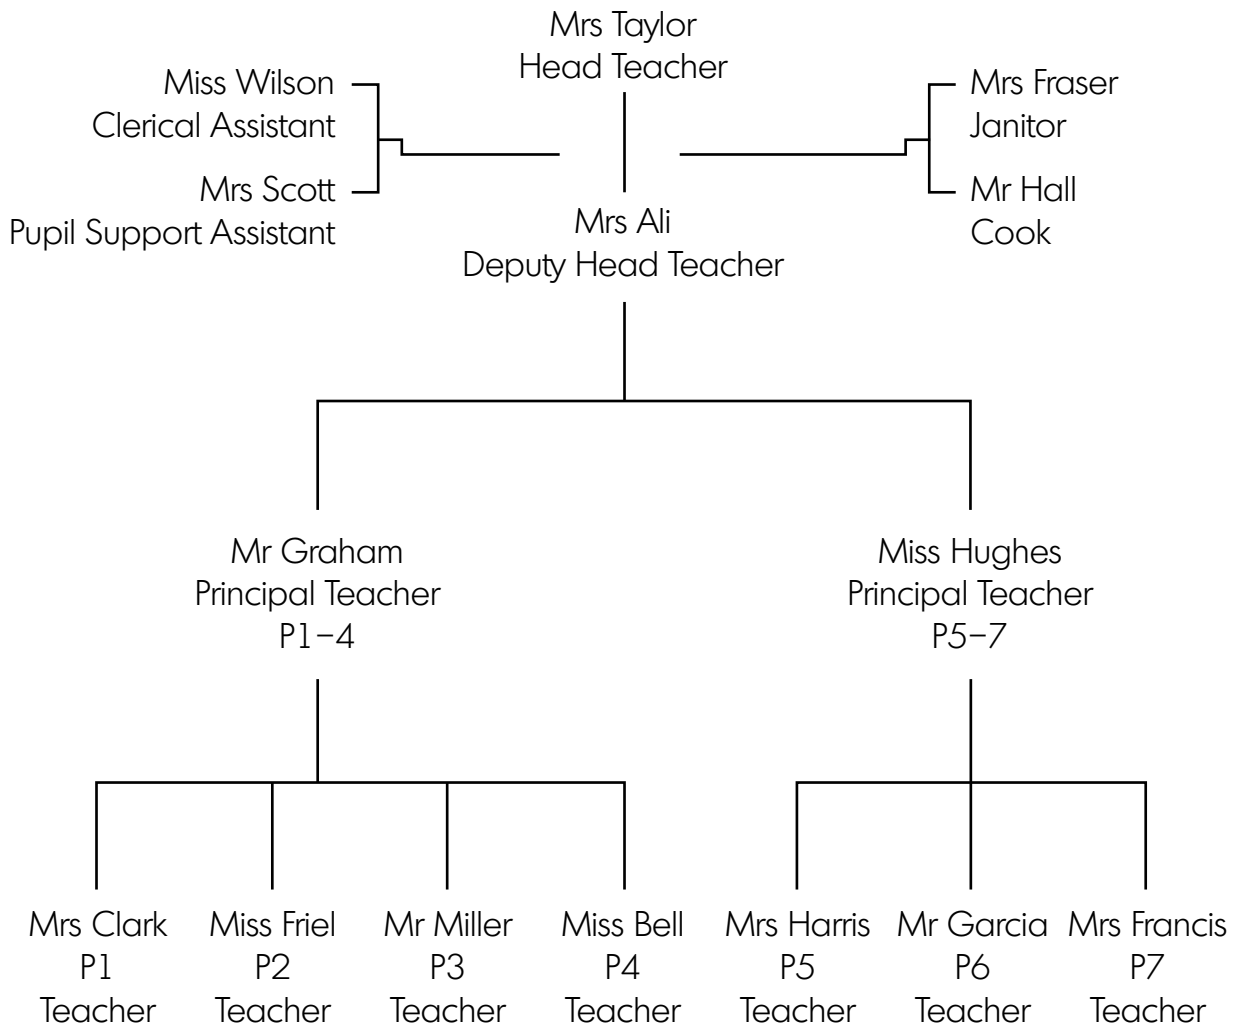 Mrs Taylor
Head Teacher
Miss Wilson
Clerical Assistant
Mrs Scott
Pupil Support Assistant
Mrs Fraser
Janitor
Mr Hall
Cook
Mrs Ali
Deputy Head Teacher
Mr Graham
Principal Teacher
P1–4
Miss Hughes
Principal Teacher
P5–7
Mrs Clark
P1
Teacher
Miss Friel
P2
Teacher
Mr Miller
P3
Teacher
Miss Bell
P4
Teacher
Mrs Harris
P5
Teacher
Mr Garcia
P6
Teacher
Mrs Francis
P7
Teacher